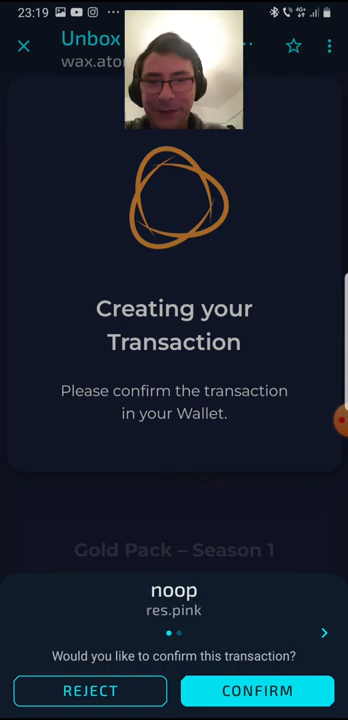 23:19
4G+
Unbox
wax.ato
Creating your
Transaction
Please confirm the transaction
in your Wallet.
Gold Pack – Season 1
noop
res.pink
Would you like to confirm this transaction?
REJECT
CONFIRM